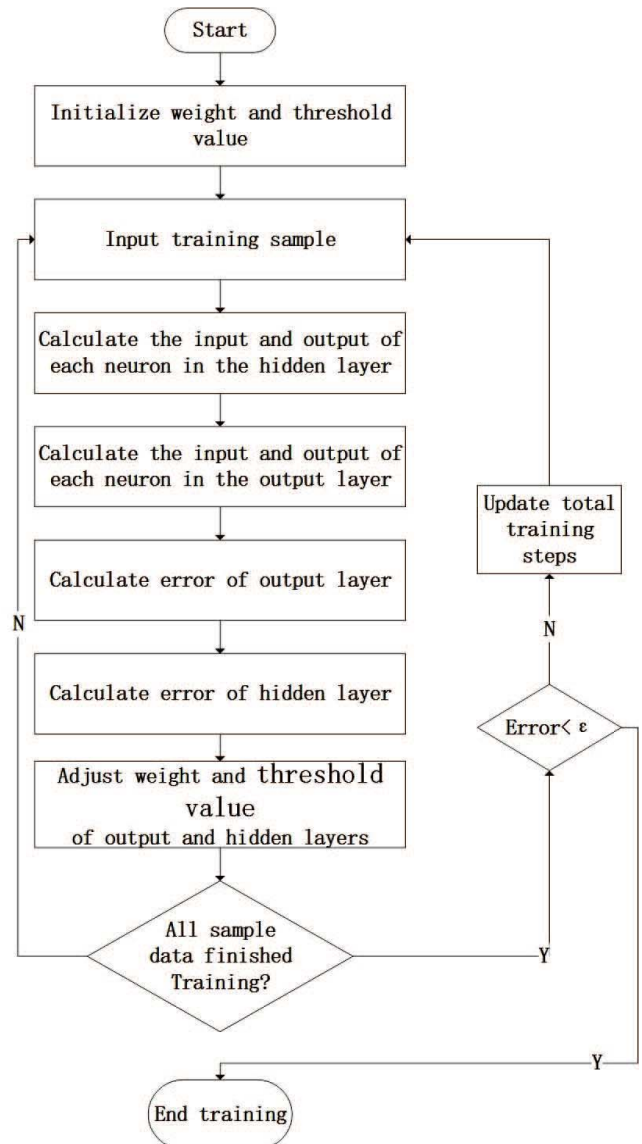 Start
Initialize weight and threshold
value
Input training sample
Calculate the input and output of
each neuron in the hidden layer
Calculate the input and output of
each neuron in the output layer
Update total
training
steps
Calculate error of output layer
N
N
Calculate error of hidden layer
Error< ε
Adjust weight and threshold
value
of output and hidden layers
All sample
data finished
Training?
Y
Y
End training